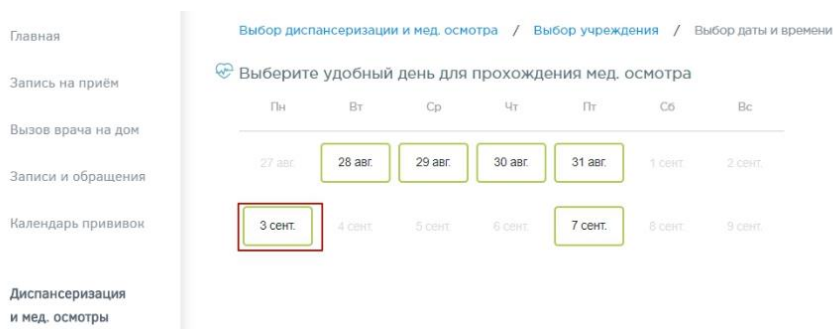 Главная
Запись на приём
Вызов врача на дом
Записи и обращения
Календарь прививок
Диспансеризация
и мед. осмотры
Выбор диспансеризации и мед. осмотра / Выбор учреждения / Выбор даты и времени
Выберите удобный день для прохождения мед. осмотра
Пн Вт Ср Чт Пт Сб Вс
27 авг. 28 авг. 29 авг. 30 авг. 31 авг. 1 сент. 2 сент.
3 сент. 4 сент. 5 сент. 6 сент. 7 сент. 8 сент. 9 сент.